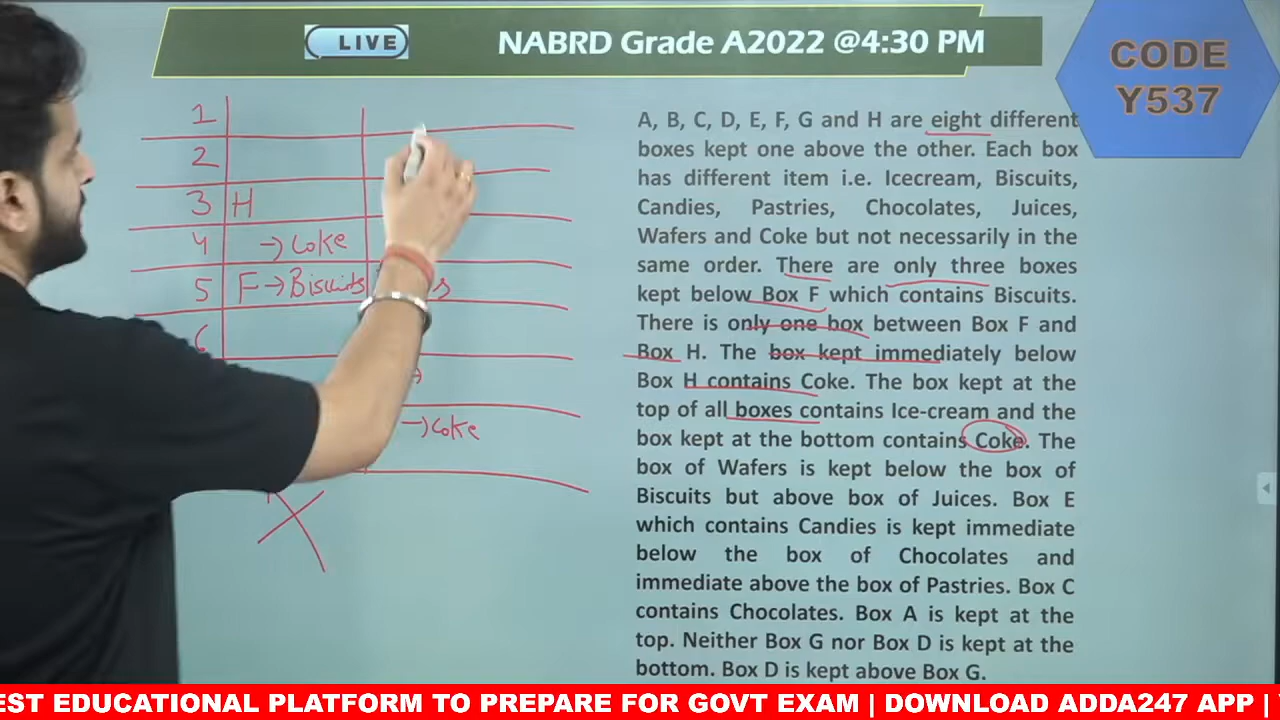 LIVE
NABRD Grade A2022 @4:30 PM
CODE
Y537
1
2
3 H
4 → Coke
5 F → Biscuits
6
→ Coke
A, B, C, D, E, F, G and H are eight different
boxes kept one above the other. Each box
has different item i.e. Icecream, Biscuits,
Candies, Pastries, Chocolates, Juices,
Wafers and Coke but not necessarily in the
same order. There are only three boxes
kept below Box F which contains Biscuits.
There is only one box between Box F and
Box H. The box kept immediately below
Box H contains Coke. The box kept at the
top of all boxes contains Ice-cream and the
box kept at the bottom contains Coke. The
box of Wafers is kept below the box of
Biscuits but above box of Juices. Box E
which contains Candies is kept immediate
below the box of Chocolates and
immediate above the box of Pastries. Box C
contains Chocolates. Box A is kept at the
top. Neither Box G nor Box D is kept at the
bottom. Box D is kept above Box G.
EST EDUCATIONAL PLATFORM TO PREPARE FOR GOVT EXAM | DOWNLOAD ADDA247 APP |